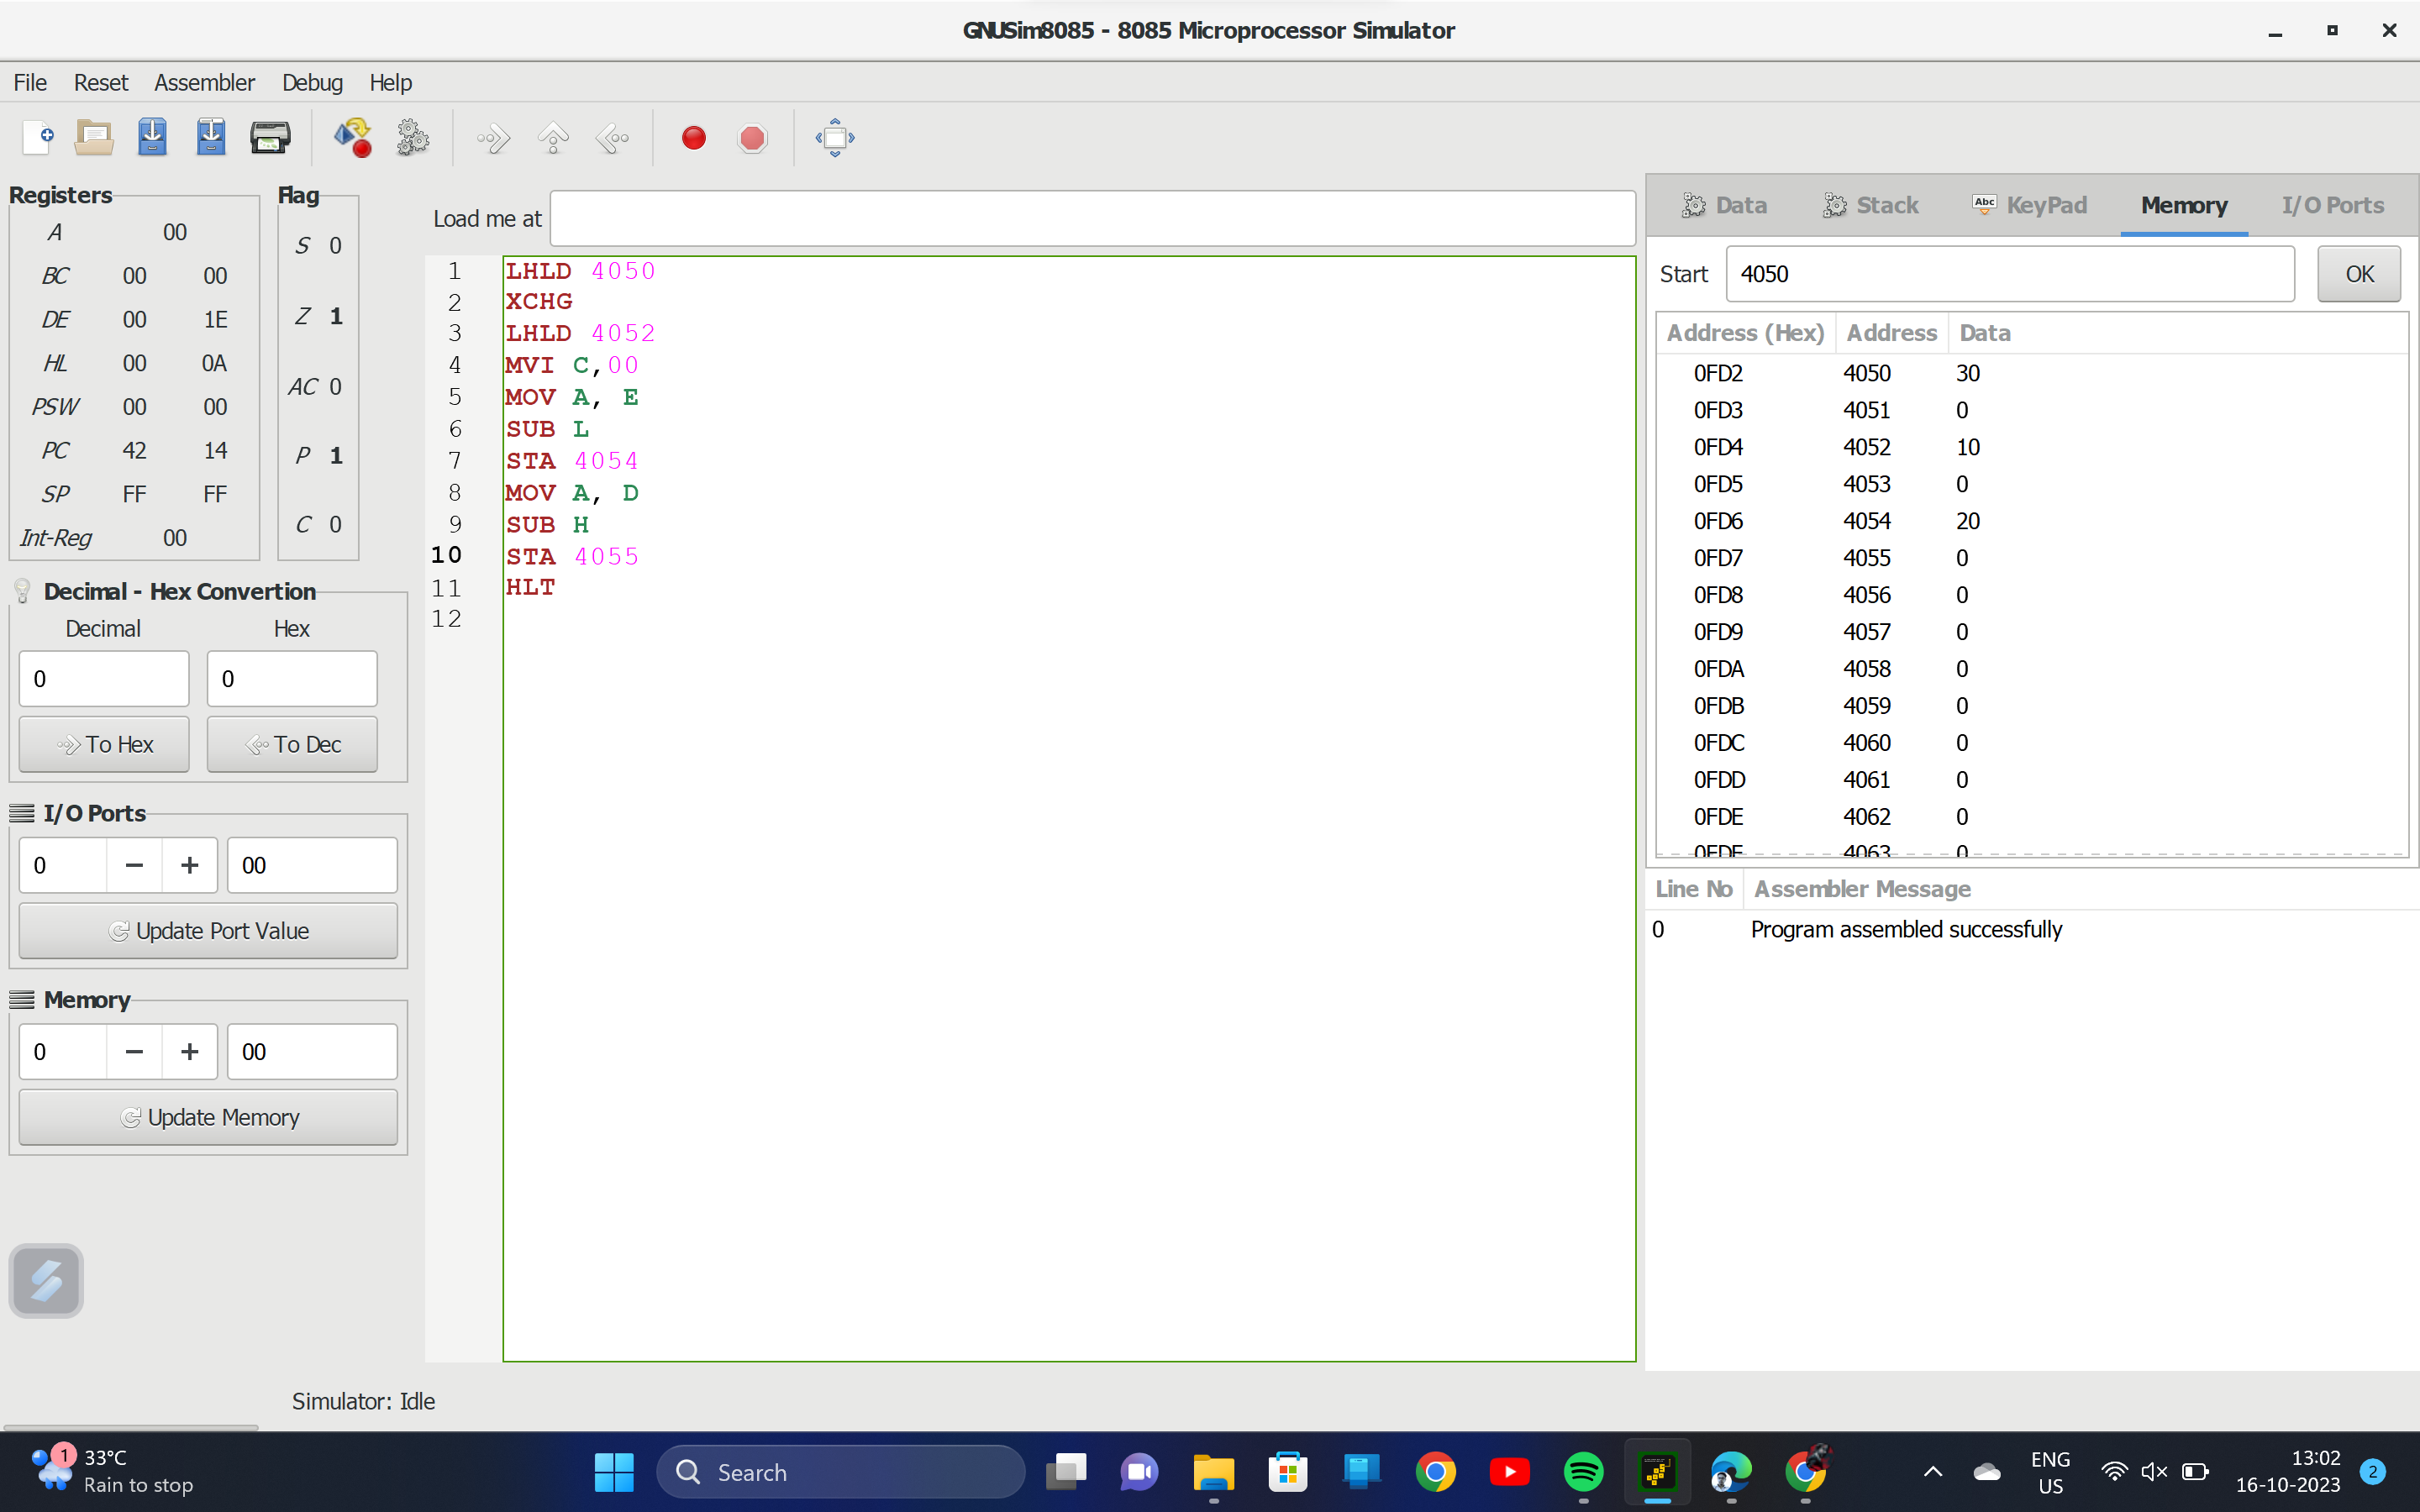 GNUSim8085 - 8085 Microprocessor Simulator
File Reset Assembler Debug Help
Registers
A 00
BC 00 00
DE 00 1E
HL 00 0A
PSW 00 00
PC 42 14
SP FF FF
Int-Reg 00
Flag
S 0
Z 1
AC 0
P 1
C 0
Decimal - Hex Convertion
Decimal Hex
0 0
To Hex To Dec
I/O Ports
0 − + 00
Update Port Value
Memory
0 − + 00
Update Memory
Load me at
1 LHLD 4050
2 XCHG
3 LHLD 4052
4 MVI C,00
5 MOV A, E
6 SUB L
7 STA 4054
8 MOV A, D
9 SUB H
10 STA 4055
11 HLT
12
Data Stack Abc KeyPad Memory I/O Ports
Start 4050 OK
Address (Hex) Address Data
0FD2 4050 30
0FD3 4051 0
0FD4 4052 10
0FD5 4053 0
0FD6 4054 20
0FD7 4055 0
0FD8 4056 0
0FD9 4057 0
0FDA 4058 0
0FDB 4059 0
0FDC 4060 0
0FDD 4061 0
0FDE 4062 0
0FDF 4063 0
Line No Assembler Message
0 Program assembled successfully
Simulator: Idle
1 33°C
Rain to stop
Search
ENG
US
13:02
16-10-2023
2